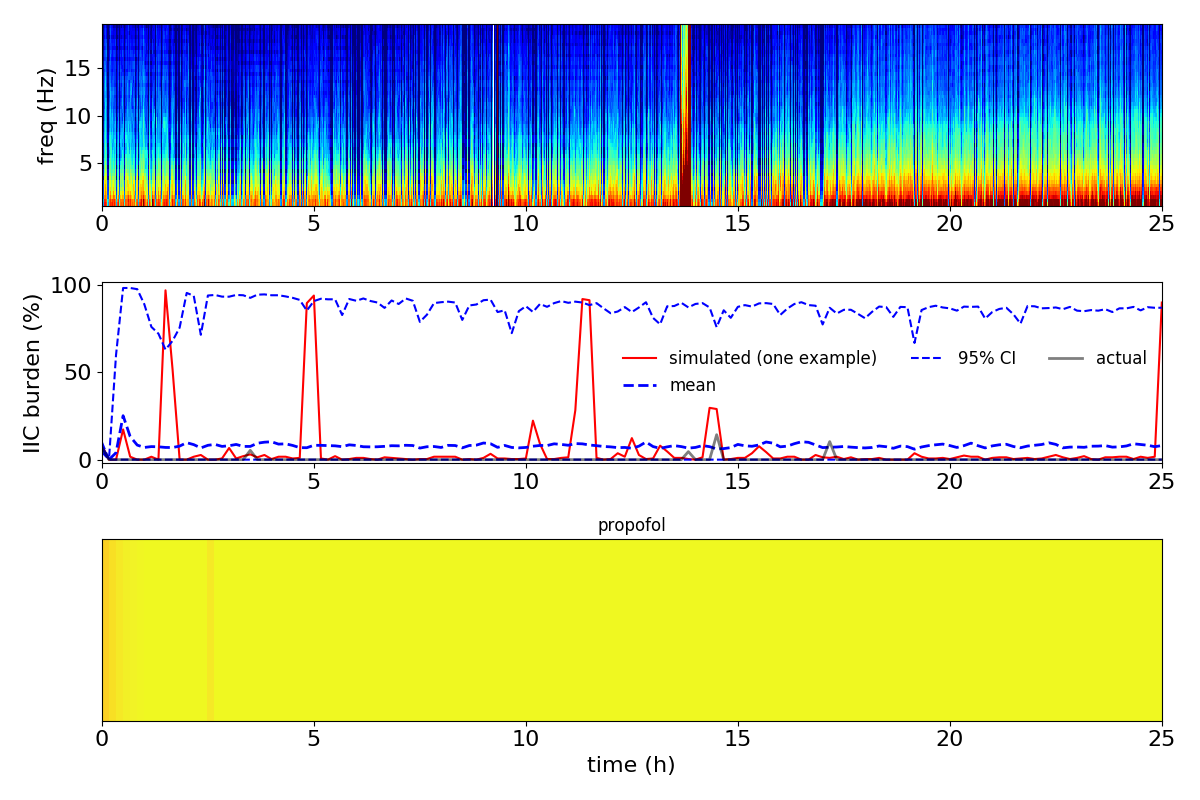 freq (Hz)
15
10
5
0 5 10 15 20 25
IIC burden (%)
100
50
0
simulated (one example) 95% CI actual
mean
0 5 10 15 20 25
propofol
0 5 10 15 20 25
time (h)